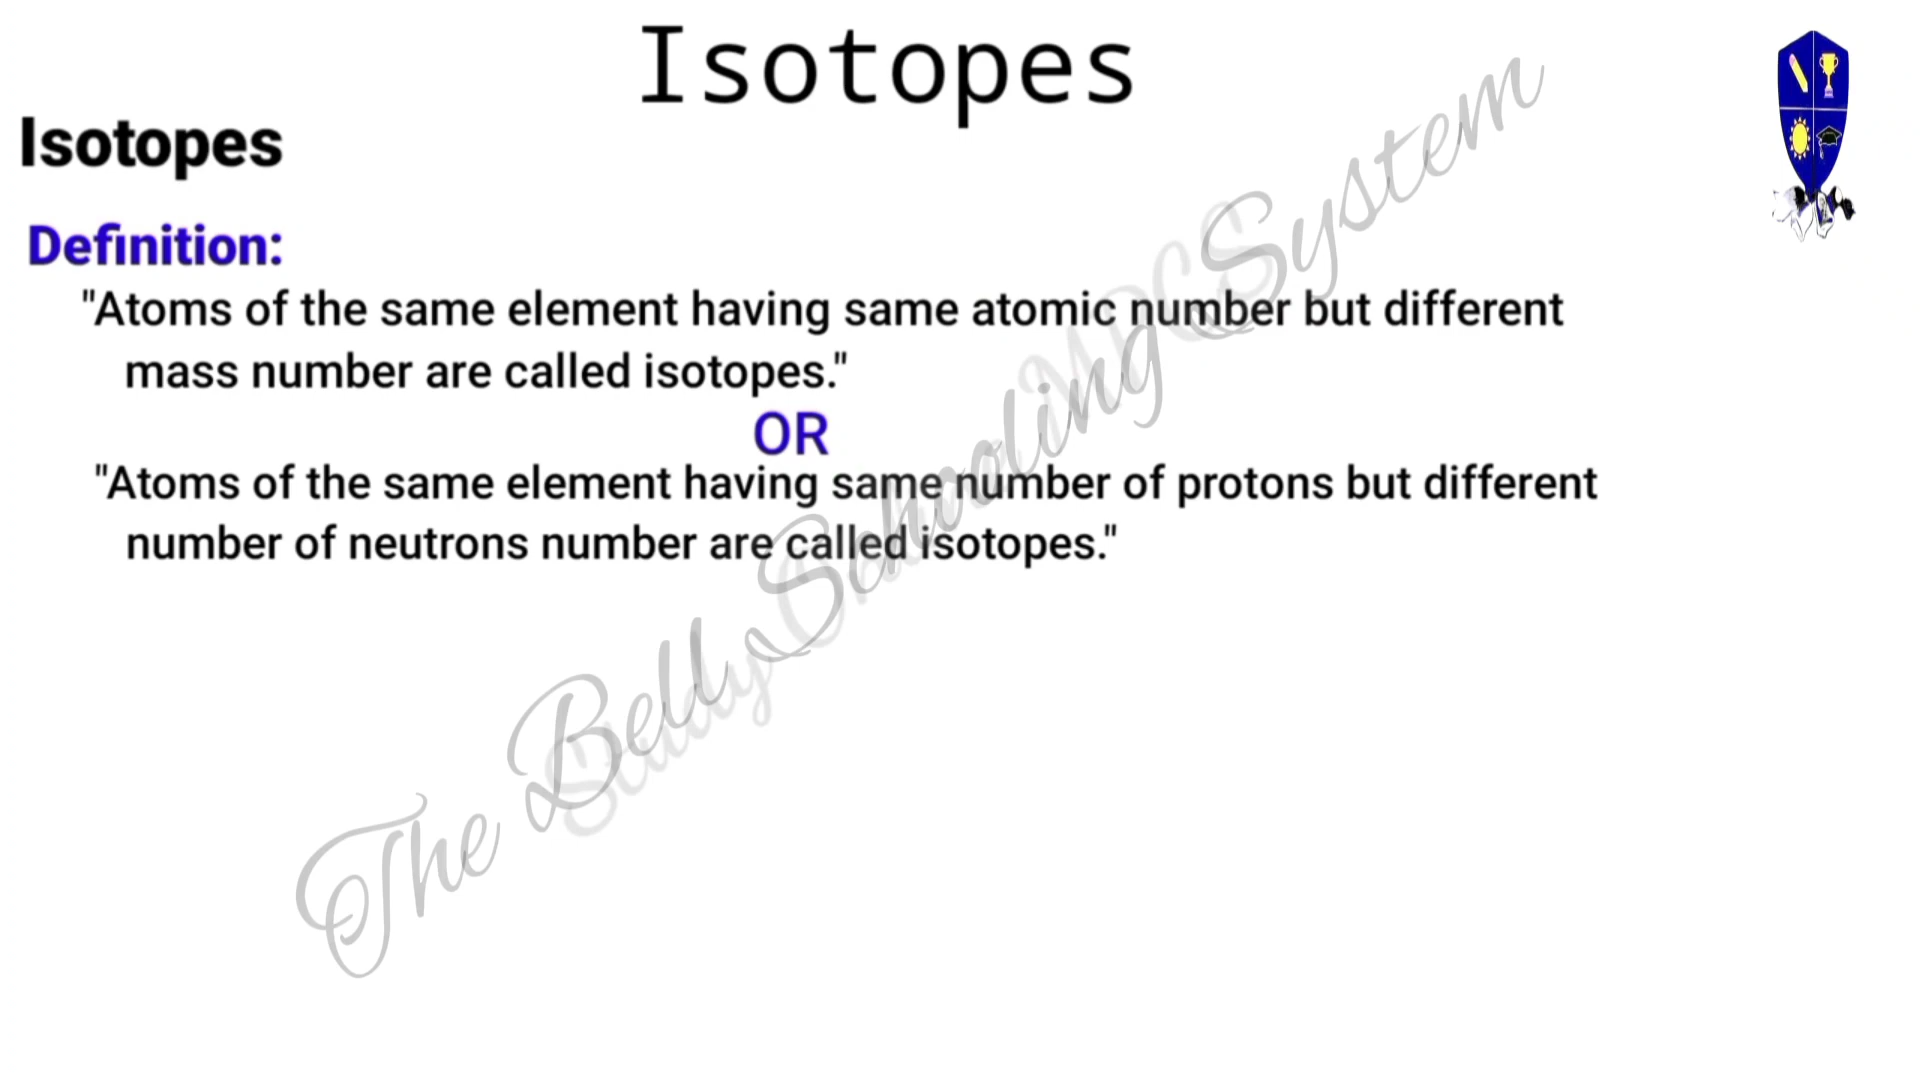 Isotopes
Isotopes
Definition:
"Atoms of the same element having same atomic number but different
mass number are called isotopes."
OR
"Atoms of the same element having same number of protons but different
number of neutrons number are called isotopes."
The Belly Schooling System